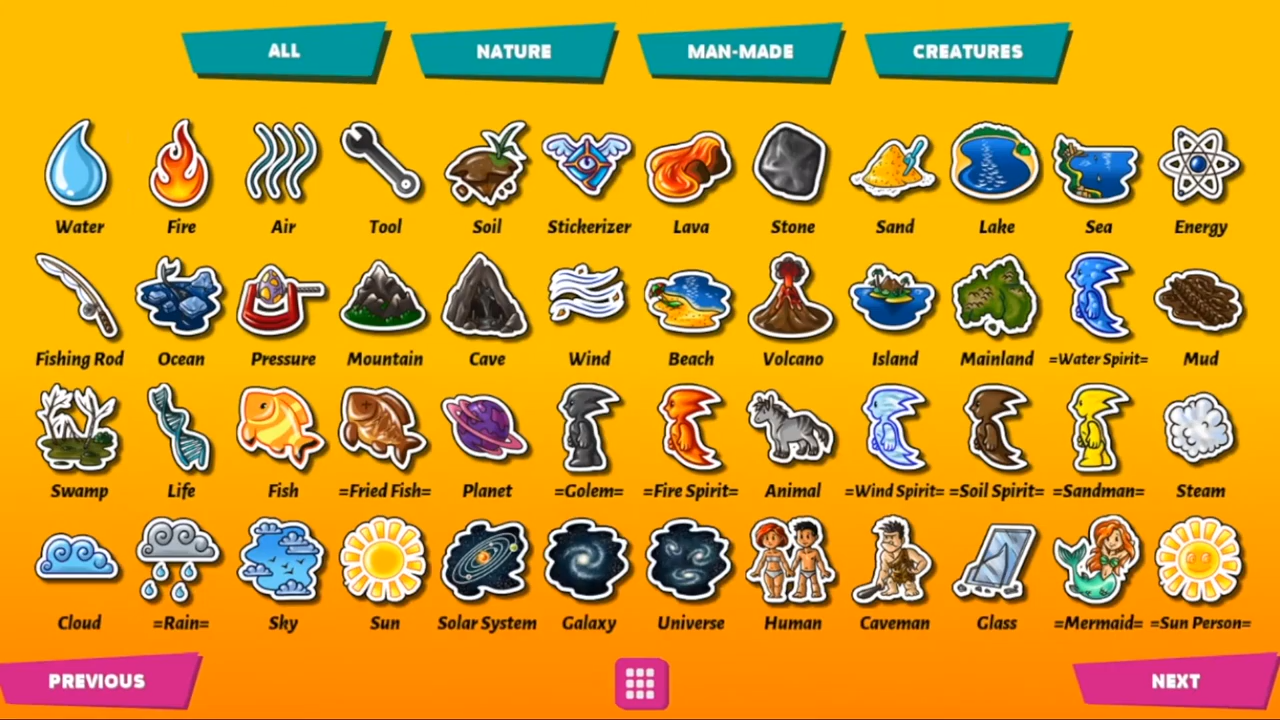 ALL NATURE MAN-MADE CREATURES
Water Fire Air Tool Soil Stickerizer Lava Stone Sand Lake Sea Energy
Fishing Rod Ocean Pressure Mountain Cave Wind Beach Volcano Island Mainland =Water Spirit= Mud
Swamp Life Fish =Fried Fish= Planet =Golem= =Fire Spirit= Animal =Wind Spirit= =Soil Spirit= =Sandman= Steam
Cloud =Rain= Sky Sun Solar System Galaxy Universe Human Caveman Glass =Mermaid= =Sun Person=
PREVIOUS NEXT